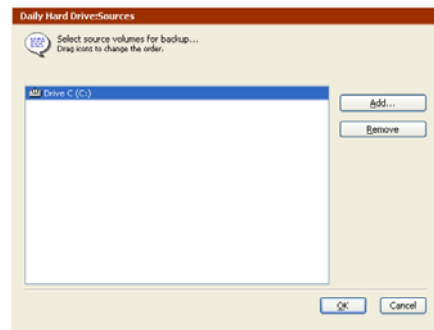 Daily Hard Drive:Sources
Select source volumes for backup...
Drag icons to change the order.
Drive C (C:)
Add...
Remove
OK
Cancel